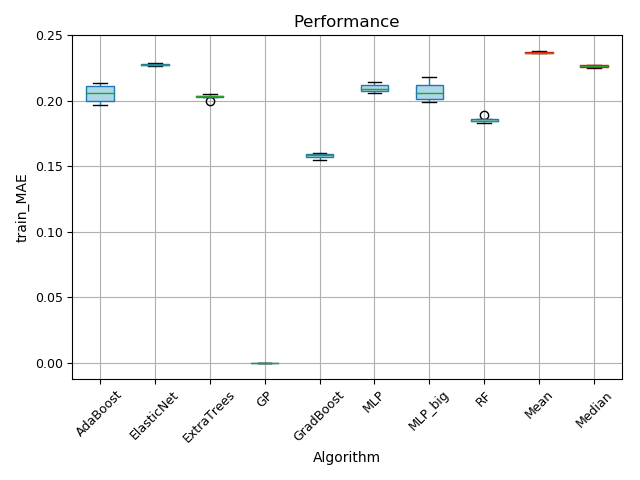 Performance
train_MAE
0.25
0.20
0.15
0.10
0.05
0.00
AdaBoost
ElasticNet
ExtraTrees
GP
GradBoost
MLP
MLP_big
RF
Mean
Median
Algorithm